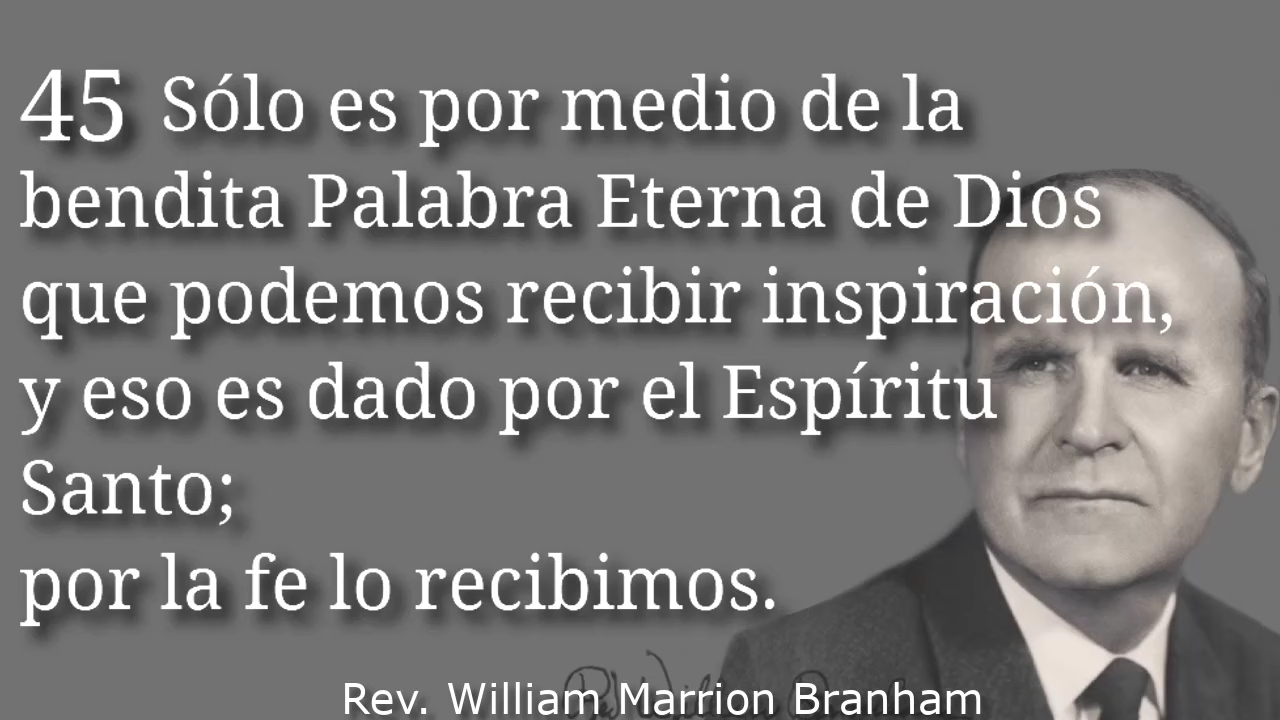 45 Sólo es por medio de la
bendita Palabra Eterna de Dios
que podemos recibir inspiración,
y eso es dado por el Espíritu
Santo;
por la fe lo recibimos.
Rev. William Marrion Branham